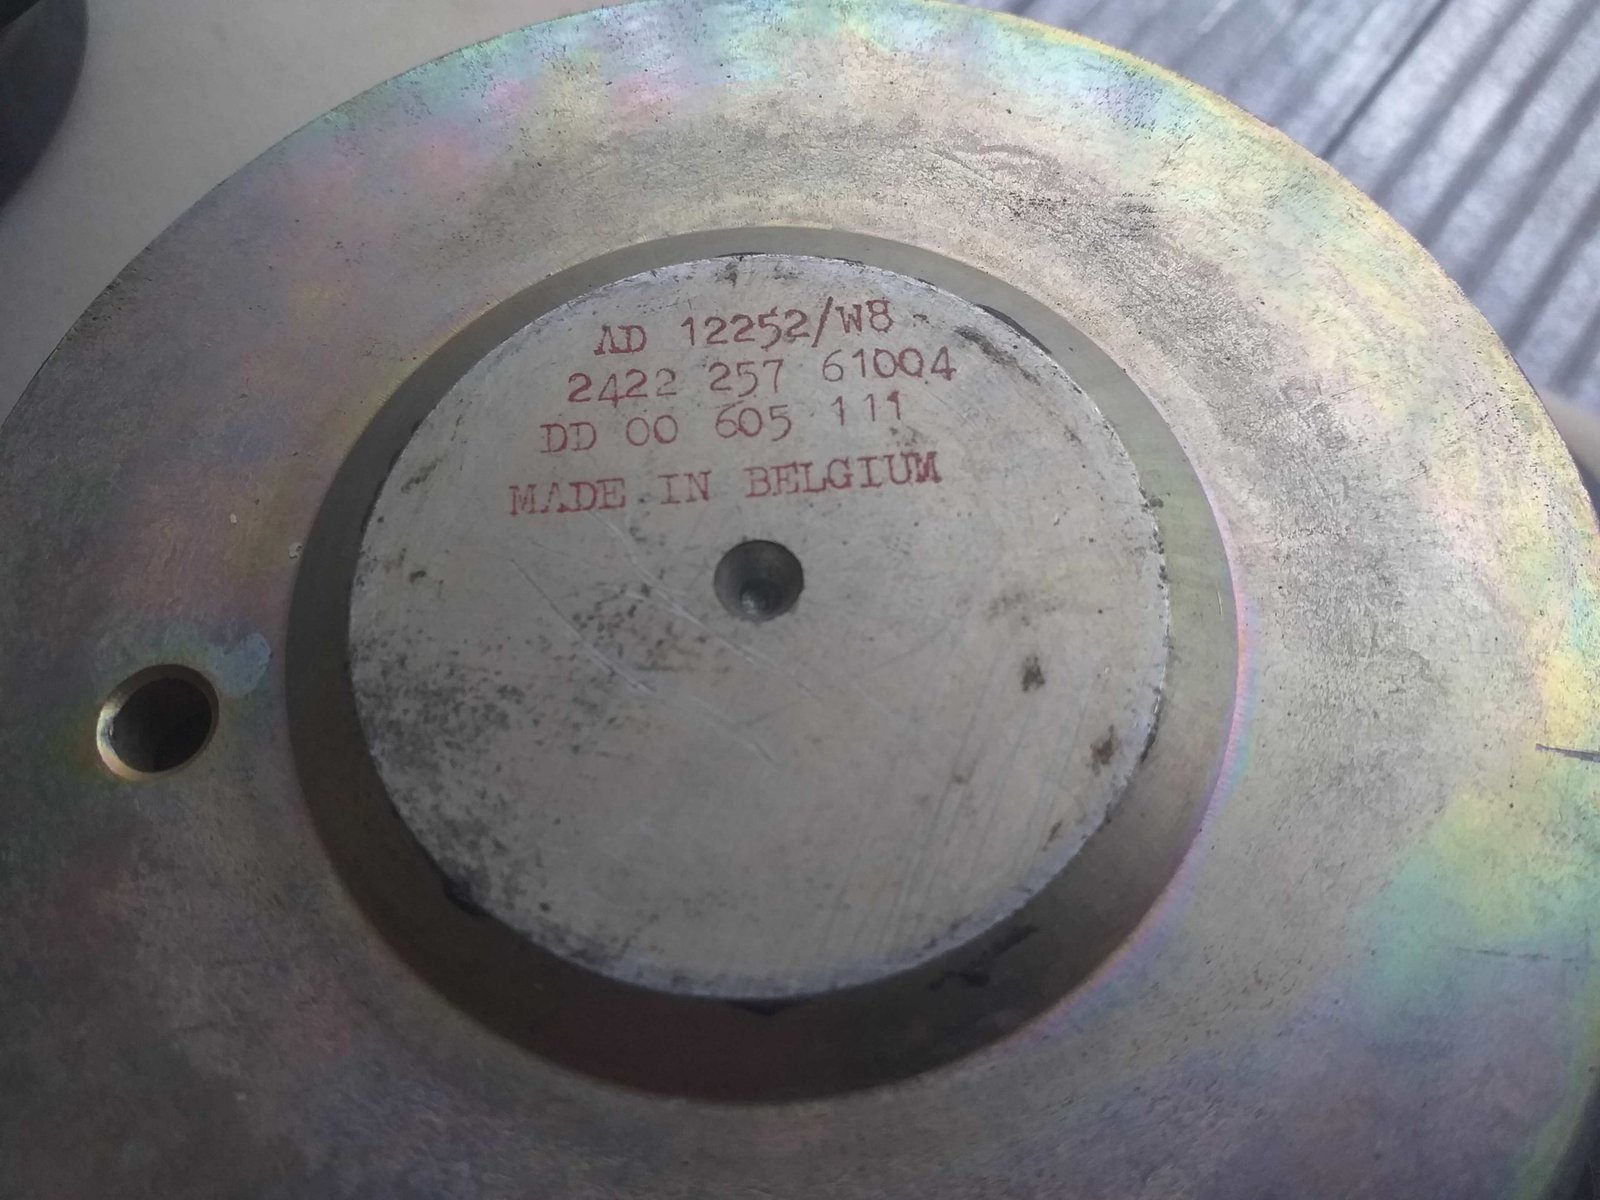 AD 12252/W8
2422 257 61004
DD 00 605 111
MADE IN BELGIUM